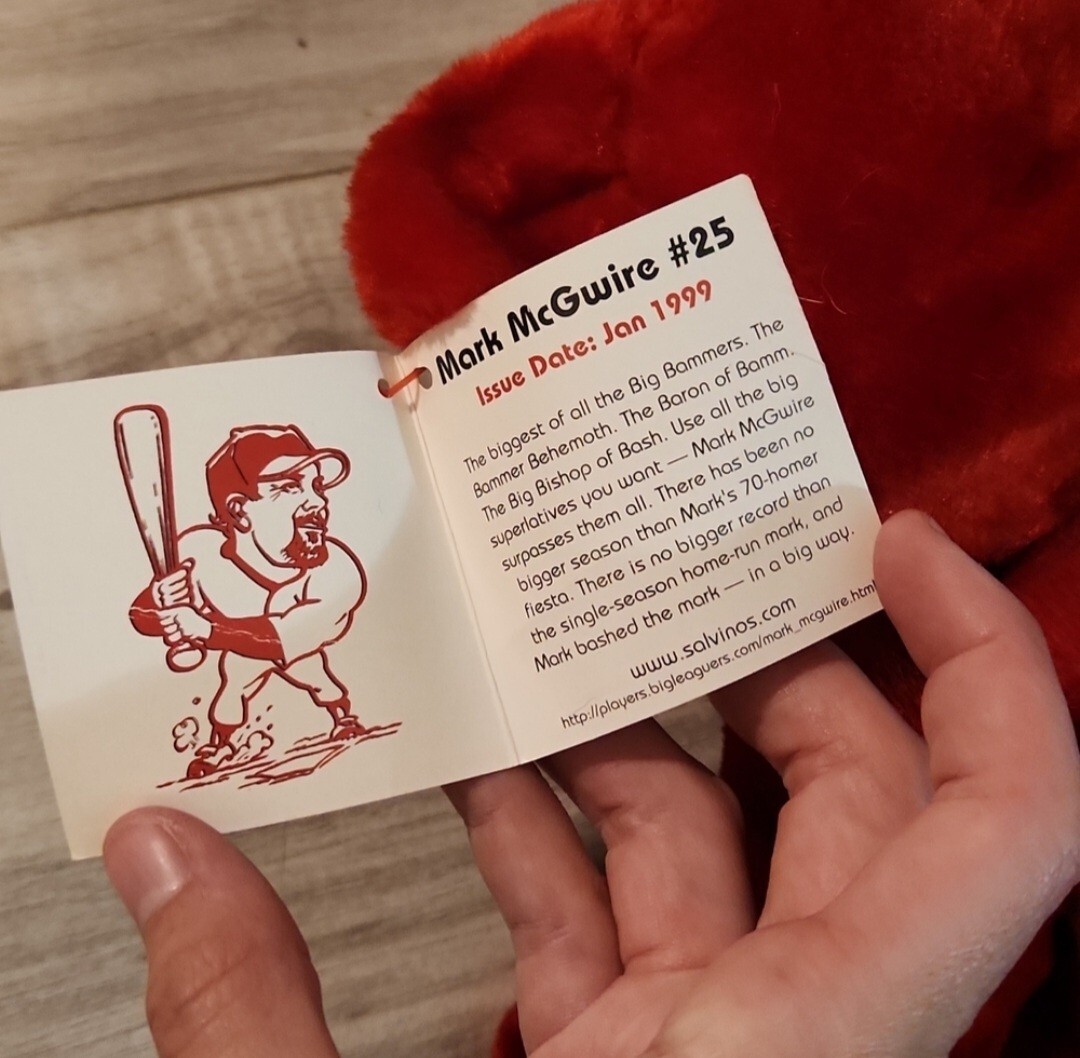 Mark McGwire #25
Issue Date: Jan 1999
The biggest of all the Big Bammers. The
Bammer Behemoth. The Baron of Bamm.
The Big Bishop of Bash. Use all the big
superlatives you want — Mark McGwire
surpasses them all. There has been no
bigger season than Mark's 70-homer
fiesta. There is no bigger record than
the single-season home-run mark, and
Mark bashed the mark — in a big way.
www.salvinos.com
http://players.bigleaguers.com/mark_mcgwire.html